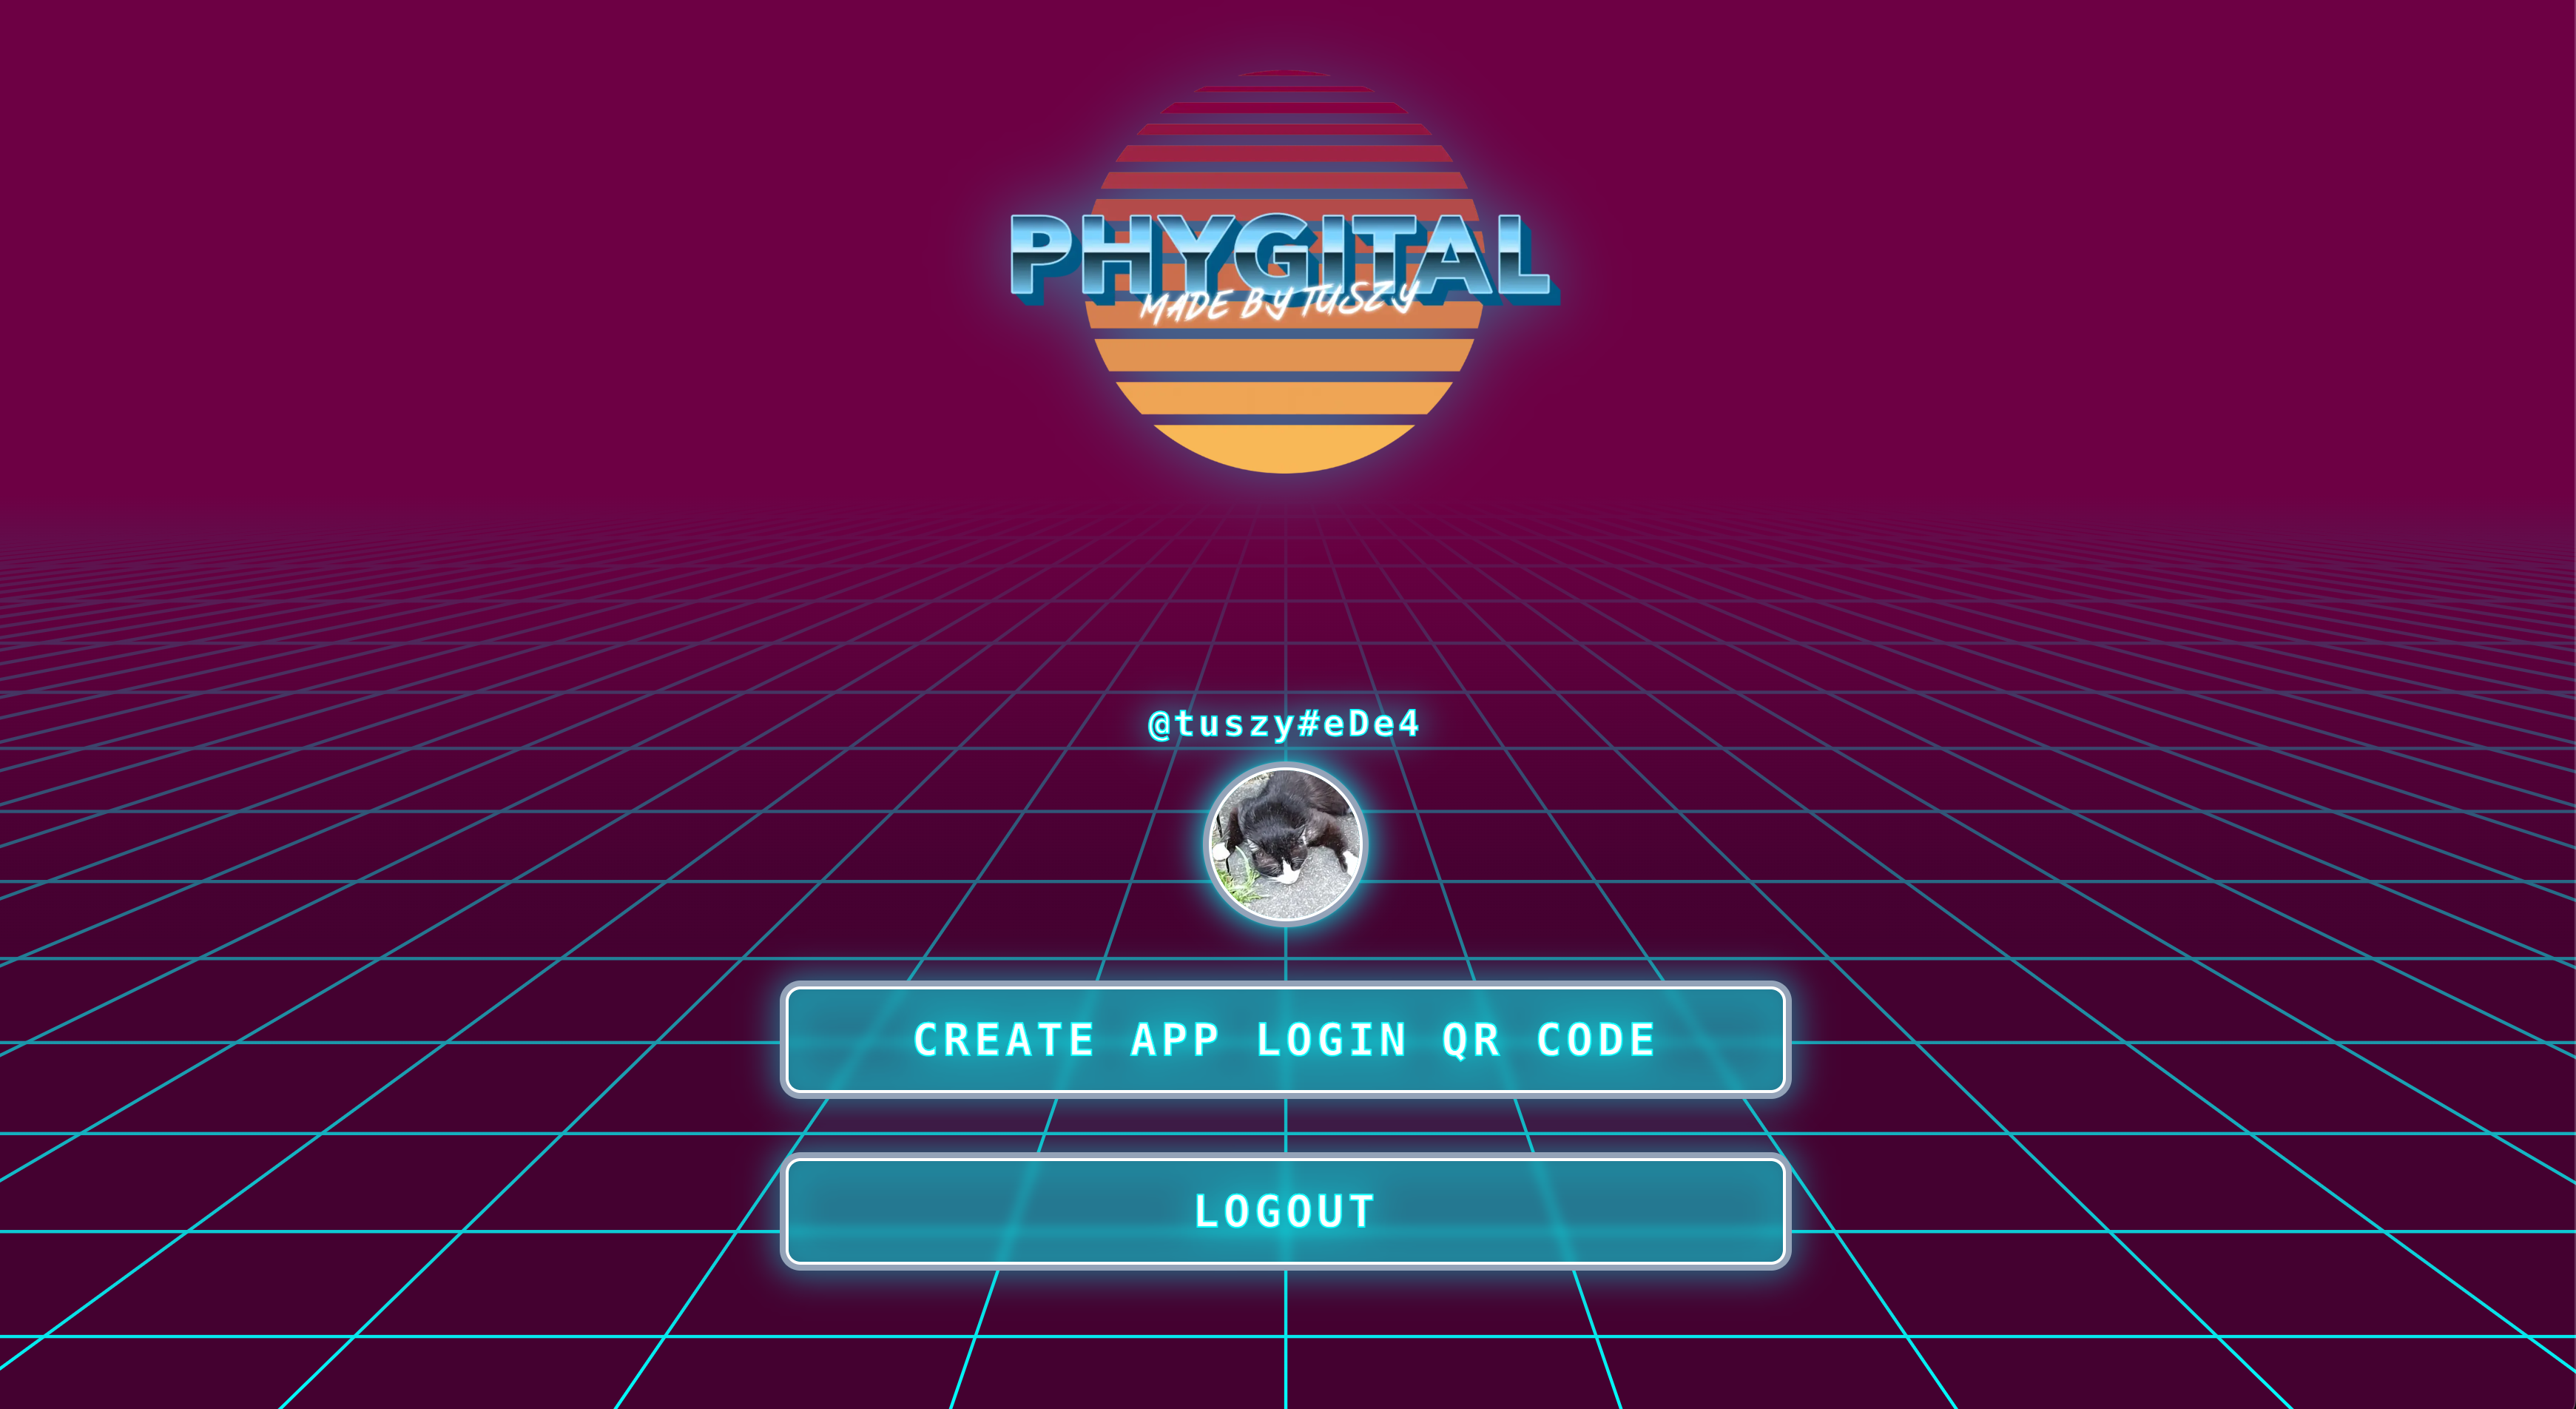 PHYGITAL
MADE BY TUSZY
@tuszy#eDe4
CREATE APP LOGIN QR CODE
LOGOUT